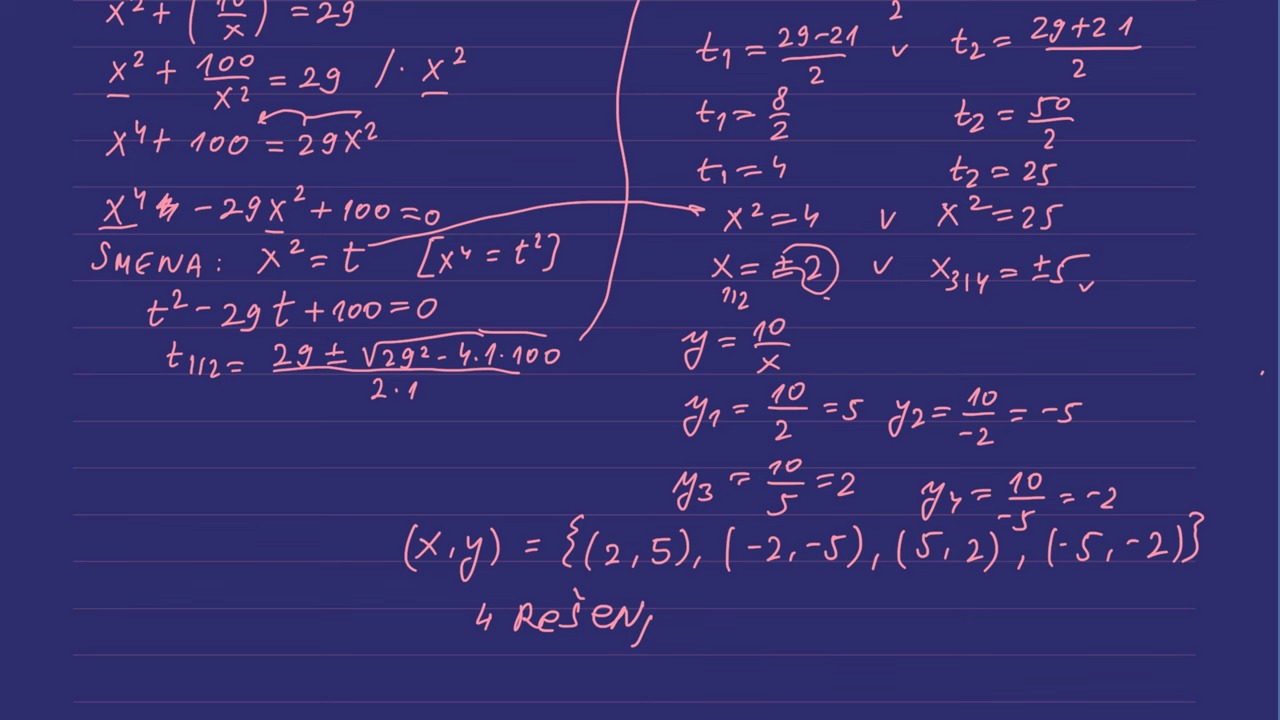 x² + (10/x) = 29
x² + 100/x² = 29 /· x²
x⁴ + 100 = 29x²
x⁴ - 29x² + 100 = 0
SMENA: x² = t [x⁴ = t²]
t² - 29t + 100 = 0
t1/2 = (29 ± √(29² - 4·1·100))/(2·1)
2
t₁ = (29-21)/2 ∨ t₂ = (29+21)/2
t₁ = 8/2 t₂ = 50/2
t₁ = 4 t₂ = 25
x² = 4 ∨ x² = 25
x1/2 = ±2 ∨ x3/4 = ±5
y = 10/x
y₁ = 10/2 = 5 y₂ = 10/-2 = -5
y₃ = 10/5 = 2 y₄ = 10/-5 = -2
(x,y) = {(2,5), (-2,-5), (5,2), (-5,-2)}
4 REŠENJ